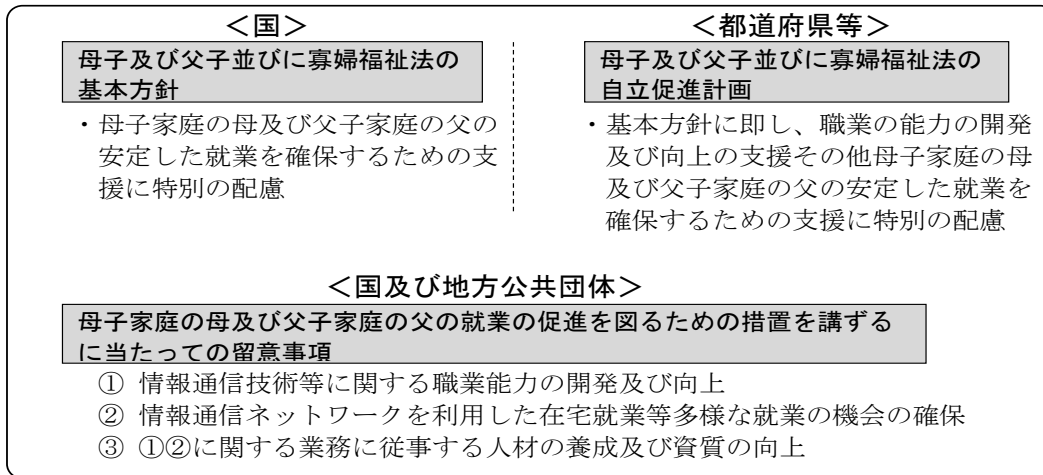 ＜国＞
母子及び父子並びに寡婦福祉法の
基本方針
・母子家庭の母及び父子家庭の父の
安定した就業を確保するための支
援に特別の配慮
＜都道府県等＞
母子及び父子並びに寡婦福祉法の
自立促進計画
・基本方針に即し、職業の能力の開発
及び向上の支援その他母子家庭の母
及び父子家庭の父の安定した就業を
確保するための支援に特別の配慮
＜国及び地方公共団体＞
母子家庭の母及び父子家庭の父の就業の促進を図るための措置を講ずる
に当たっての留意事項
① 情報通信技術等に関する職業能力の開発及び向上
② 情報通信ネットワークを利用した在宅就業等多様な就業の機会の確保
③ ①②に関する業務に従事する人材の養成及び資質の向上